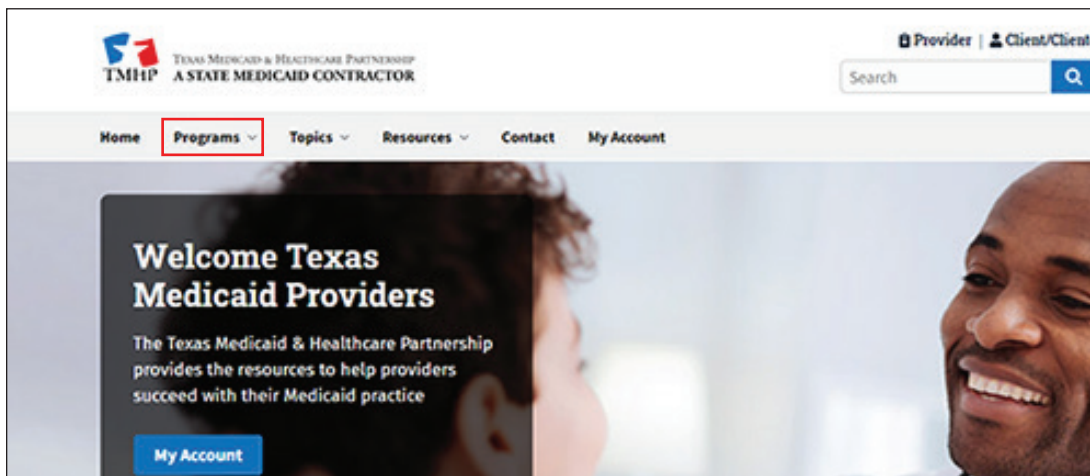 Provider | Client/Client
TMHP
TEXAS MEDICAID & HEALTHCARE PARTNERSHIP
A STATE MEDICAID CONTRACTOR
Search
Home Programs Topics Resources Contact My Account
Welcome Texas
Medicaid Providers
The Texas Medicaid & Healthcare Partnership
provides the resources to help providers
succeed with their Medicaid practice
My Account